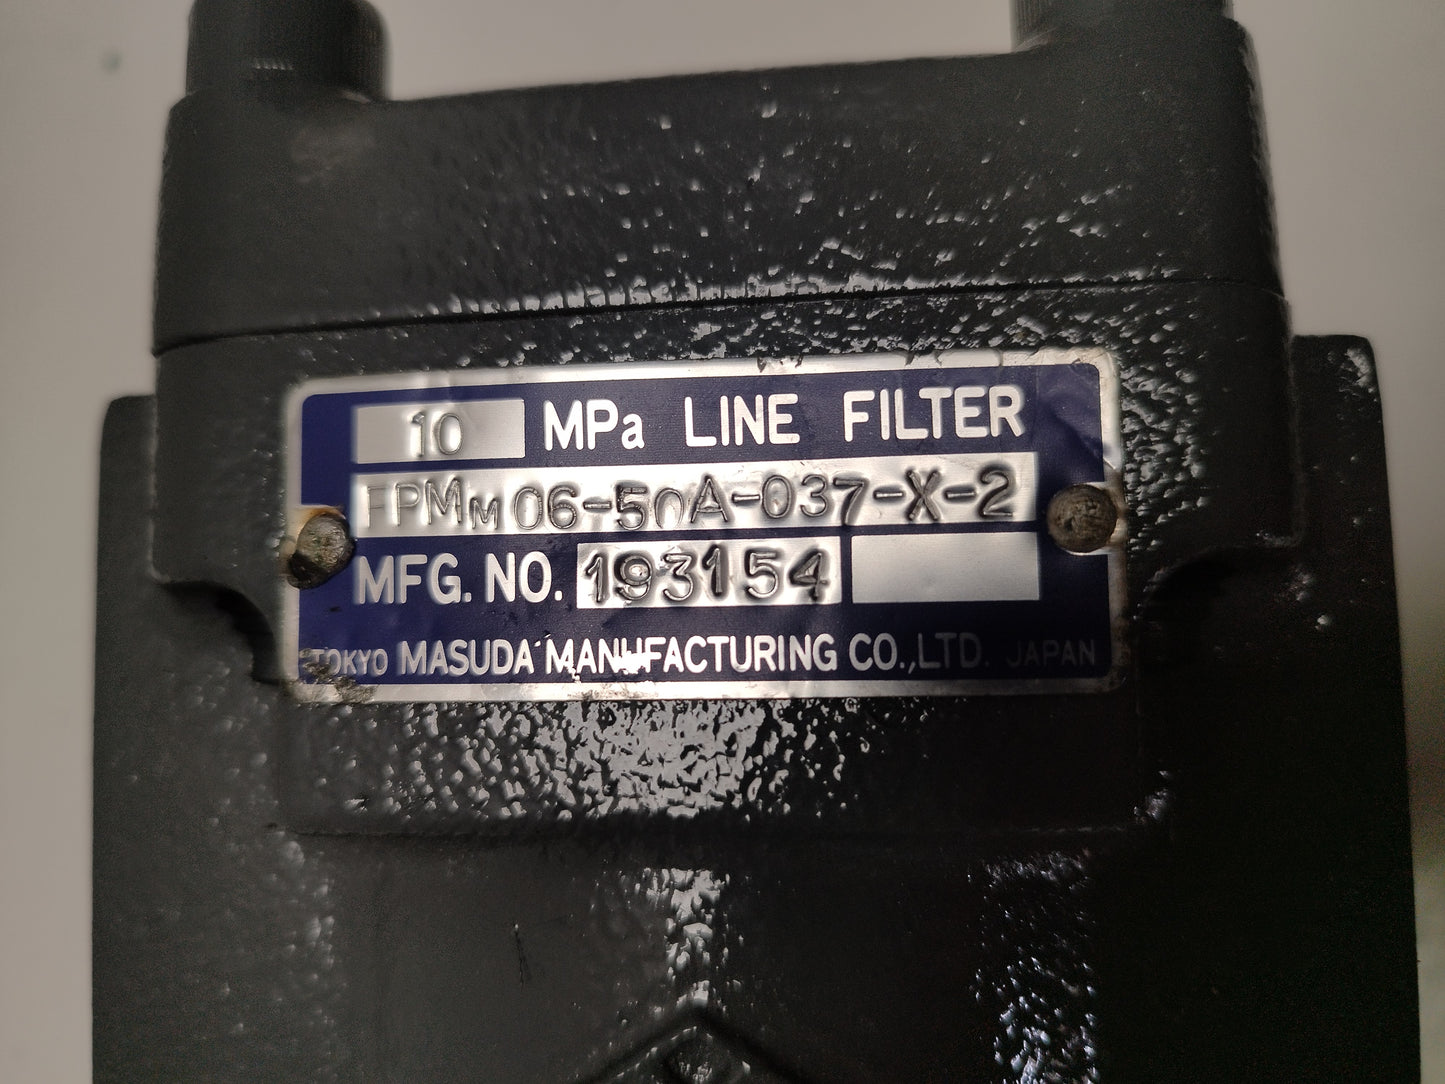 10 MPa LINE FILTER
FPMM06-50A-037-X-2
MFG. NO. 193154
TOKYO MASUDA MANUFACTURING CO.,LTD. JAPAN